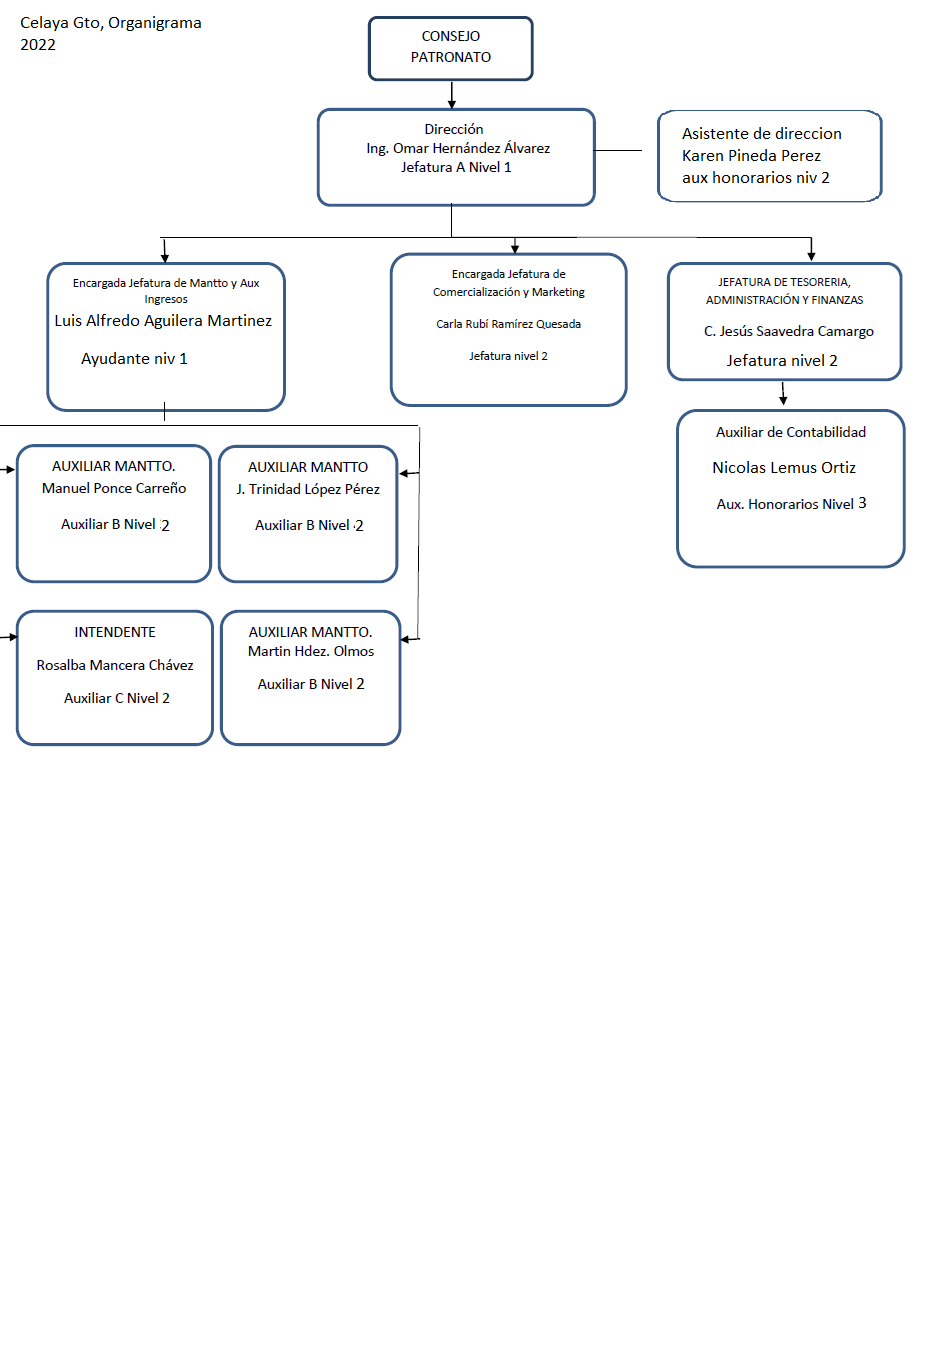 Celaya Gto, Organigrama
2022
CONSEJO
PATRONATO
Dirección
Ing. Omar Hernández Álvarez
Jefatura A Nivel 1
Asistente de direccion
Karen Pineda Perez
aux honorarios niv 2
Encargada Jefatura de Mantto y Aux
Ingresos
Luis Alfredo Aguilera Martinez
Ayudante niv 1
Encargada Jefatura de
Comercialización y Marketing
Carla Rubí Ramírez Quesada
Jefatura nivel 2
JEFATURA DE TESORERIA,
ADMINISTRACIÓN Y FINANZAS
C. Jesús Saavedra Camargo
Jefatura nivel 2
Auxiliar de Contabilidad
Nicolas Lemus Ortiz
Aux. Honorarios Nivel 3
AUXILIAR MANTTO.
Manuel Ponce Carreño
Auxiliar B Nivel 2
AUXILIAR MANTTO
J. Trinidad López Pérez
Auxiliar B Nivel 2
INTENDENTE
Rosalba Mancera Chávez
Auxiliar C Nivel 2
AUXILIAR MANTTO.
Martin Hdez. Olmos
Auxiliar B Nivel 2